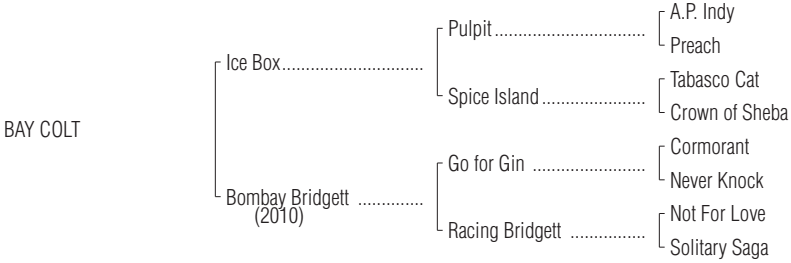 A.P. Indy
Pulpit..............................
Preach
Ice Box............................
Tabasco Cat
Spice Island.....................
Crown of Sheba
BAY COLT
Cormorant
Go for Gin .......................
Never Knock
Bombay Bridgett .............
(2010)
Not For Love
Racing Bridgett ...............
Solitary Saga